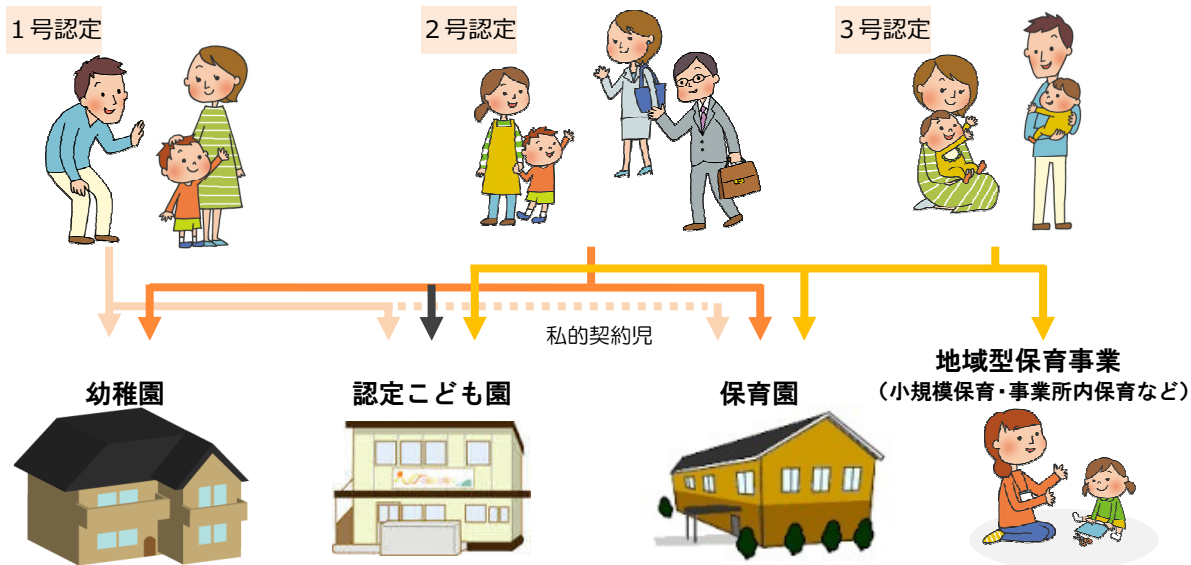 １号認定
２号認定
３号認定
私的契約児
幼稚園
認定こども園
保育園
地域型保育事業
（小規模保育・事業所内保育など）